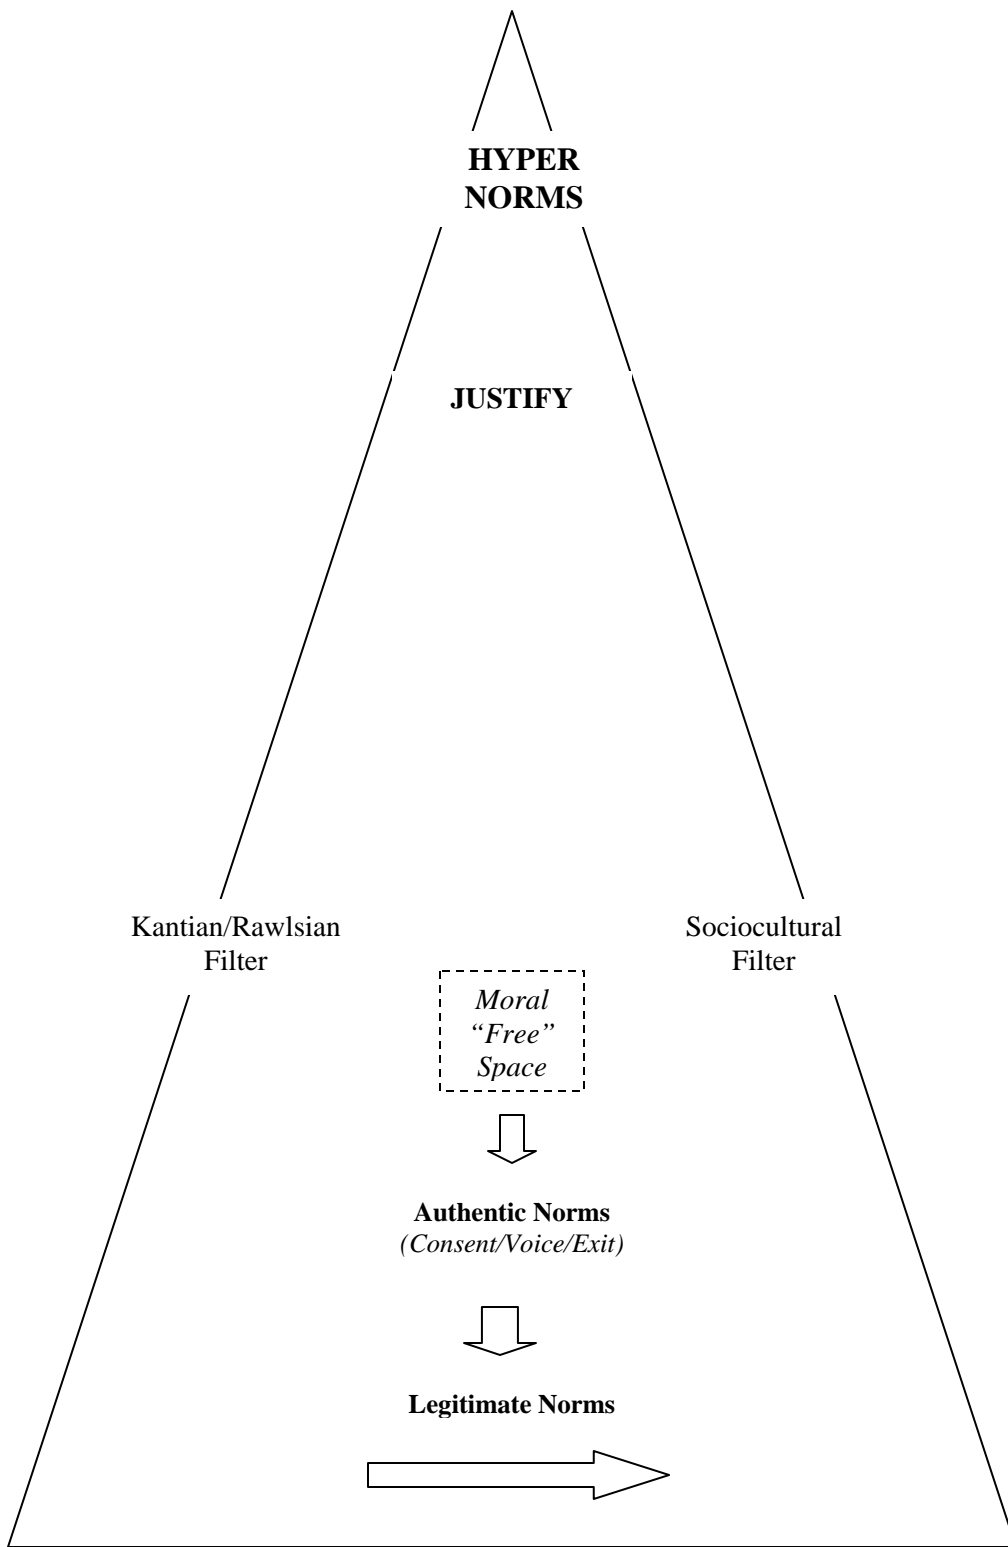 HYPER
NORMS
JUSTIFY
Kantian/Rawlsian
Filter
Sociocultural
Filter
Moral
“Free”
Space
Authentic Norms
(Consent/Voice/Exit)
Legitimate Norms